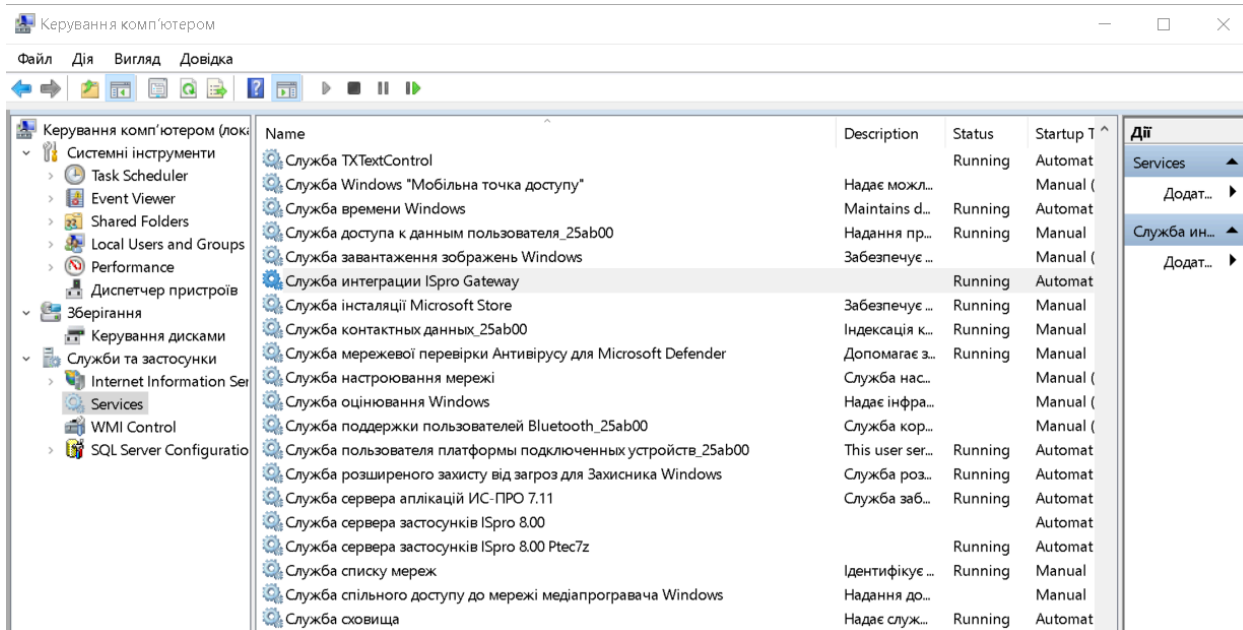 Керування комп'ютером
Файл Дія Вигляд Довідка
Керування комп'ютером (лока
Системні інструменти
Task Scheduler
Event Viewer
Shared Folders
Local Users and Groups
Performance
Диспетчер пристроїв
Зберігання
Керування дисками
Служби та застосунки
Internet Information Ser
Services
WMI Control
SQL Server Configuratio
Name Description Status Startup T
Служба TXTextControl Running Automat
Служба Windows "Мобільна точка доступу" Надає можл... Manual (
Служба времени Windows Maintains d... Running Automat
Служба доступа к данным пользователя_25ab00 Надання пр... Running Manual
Служба завантаження зображень Windows Забезпечує ... Manual (
Служба интеграции ISpro Gateway Running Automat
Служба інсталяції Microsoft Store Забезпечує ... Running Manual
Служба контактных данных_25ab00 Індексація к... Running Manual
Служба мережевої перевірки Антивірусу для Microsoft Defender Допомагає з... Running Manual
Служба настроювання мережі Служба нас... Manual (
Служба оцінювання Windows Надає інфра... Manual (
Служба поддержки пользователей Bluetooth_25ab00 Служба кор... Manual (
Служба пользователя платформы подключенных устройств_25ab00 This user ser... Running Automat
Служба розширеного захисту від загроз для Захисника Windows Служба роз... Running Automat
Служба сервера аплікацій ИС-ПРО 7.11 Служба заб... Running Automat
Служба сервера застосунків ISpro 8.00 Automat
Служба сервера застосунків ISpro 8.00 Ptec7z Running Automat
Служба списку мереж Ідентифікує ... Running Manual
Служба спільного доступу до мережі медіапрогравача Windows Надання до... Manual
Служба сховища Надає служ... Running Automat
Дії
Services
Додат...
Служба ин...
Додат...